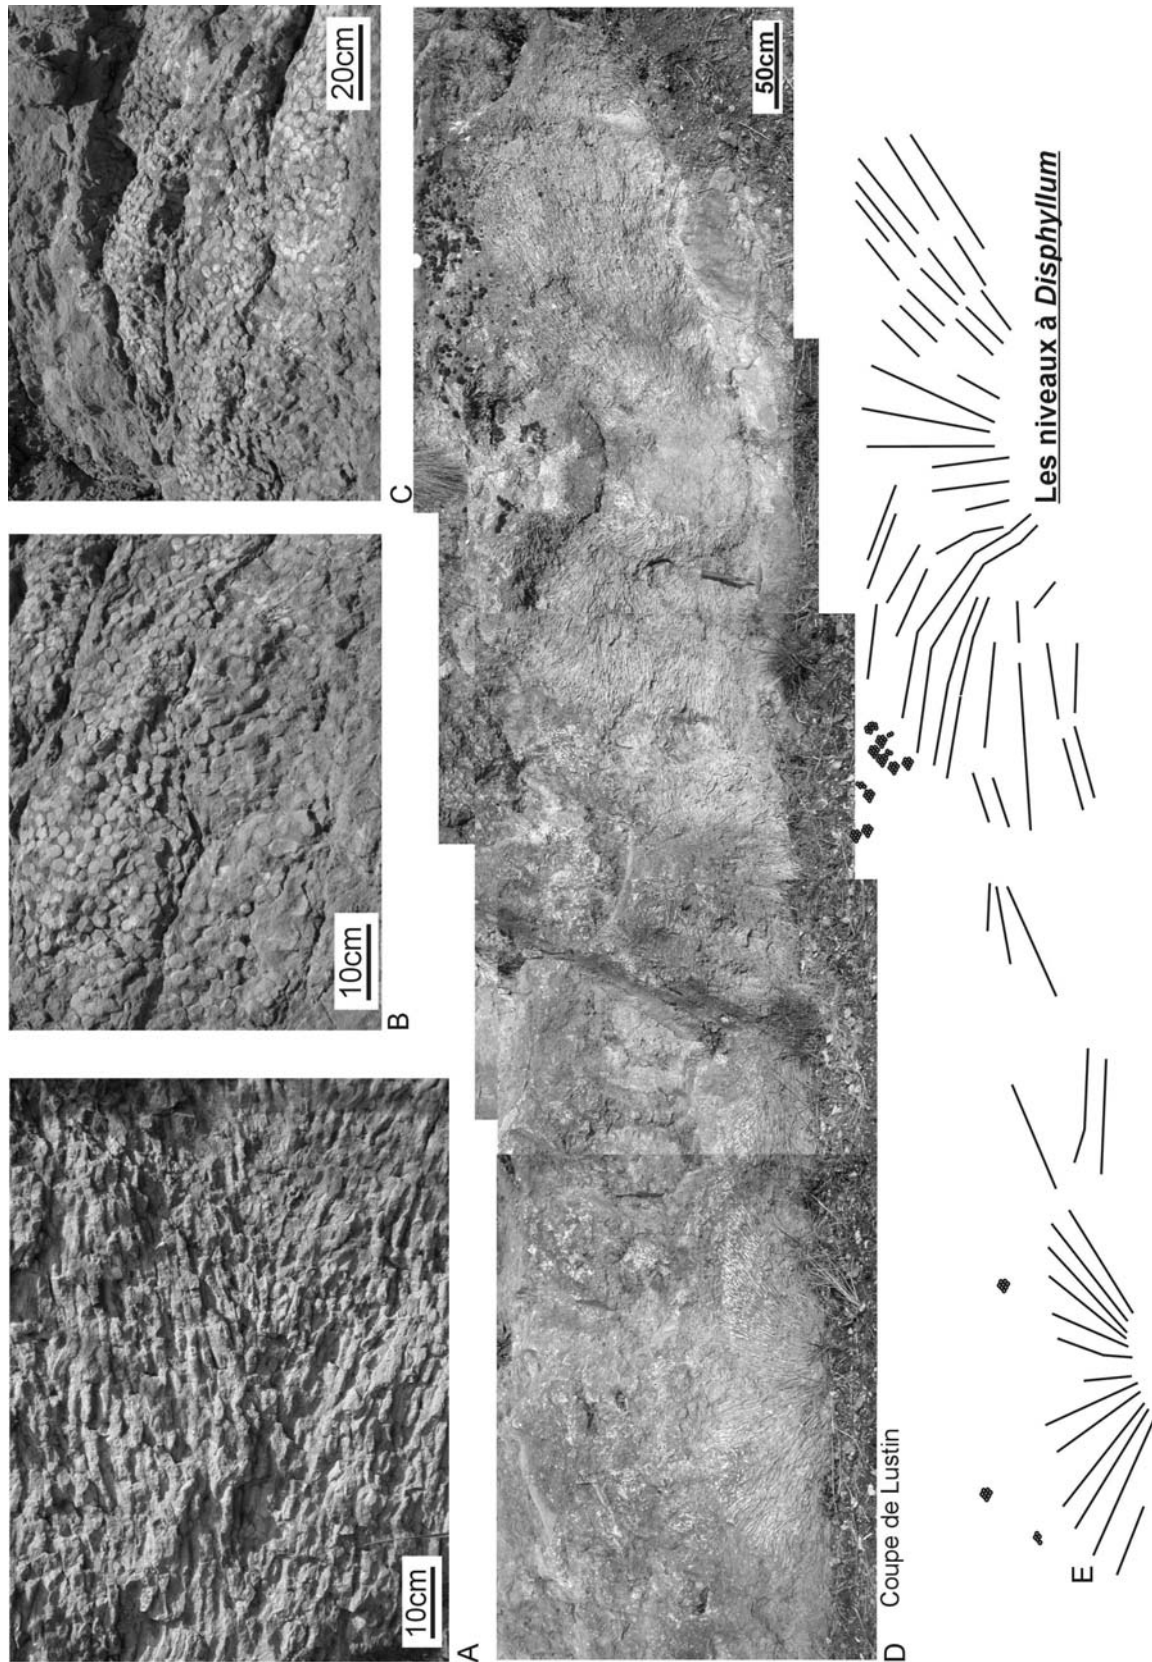 10cm
A
10cm
B
20cm
C
50cm
D
Coupe de Lustin
E
Les niveaux à Disphyllum